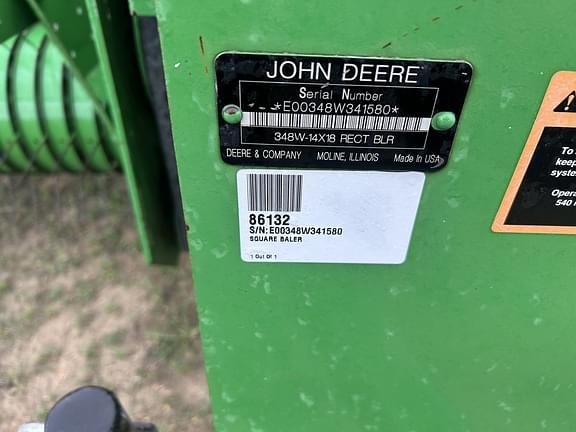 JOHN DEERE
Serial Number
*E00348W341580*
348W-14X18 RECT BLR
DEERE & COMPANY MOLINE, ILLINOIS Made in USA
86132
S/N:E00348W341580
SQUARE BALER
1 Out Of 1
To
keep
system
Opera
540